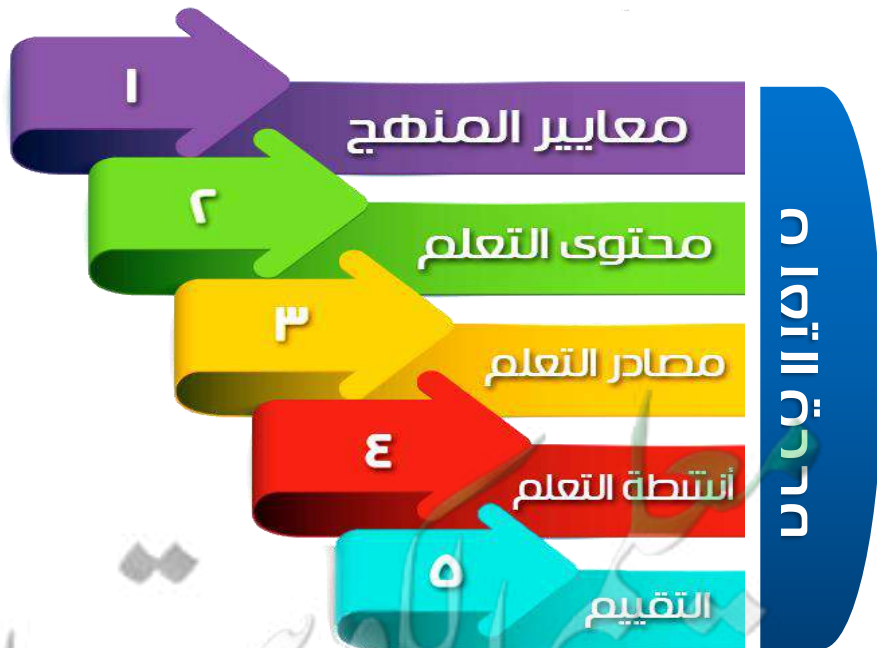 ١
معايير المنهج
٢
محتوى التعلم
٣
مصادر التعلم
٤
أنشطة التعلم
٥
التقييم